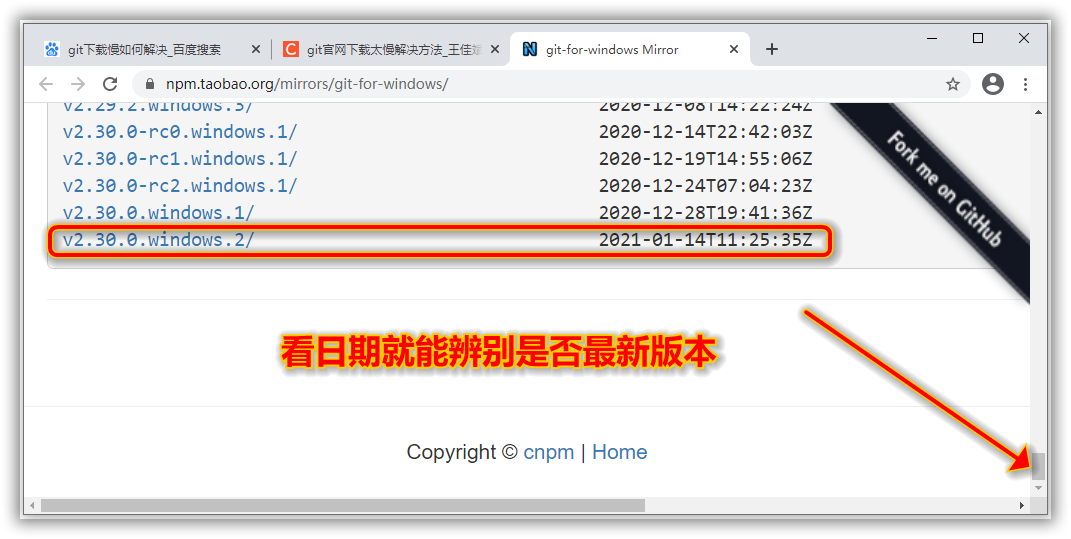 git下载慢如何解决_百度搜索
git官网下载太慢解决方法_王佳斌
git-for-windows Mirror
npm.taobao.org/mirrors/git-for-windows/
v2.29.2.windows.3/ 2020-12-08T14:22:24Z
v2.30.0-rc0.windows.1/ 2020-12-14T22:42:03Z
v2.30.0-rc1.windows.1/ 2020-12-19T14:55:06Z
v2.30.0-rc2.windows.1/ 2020-12-24T07:04:23Z
v2.30.0.windows.1/ 2020-12-28T19:41:36Z
v2.30.0.windows.2/ 2021-01-14T11:25:35Z
Fork me on GitHub
看日期就能辨别是否最新版本
Copyright © cnpm | Home